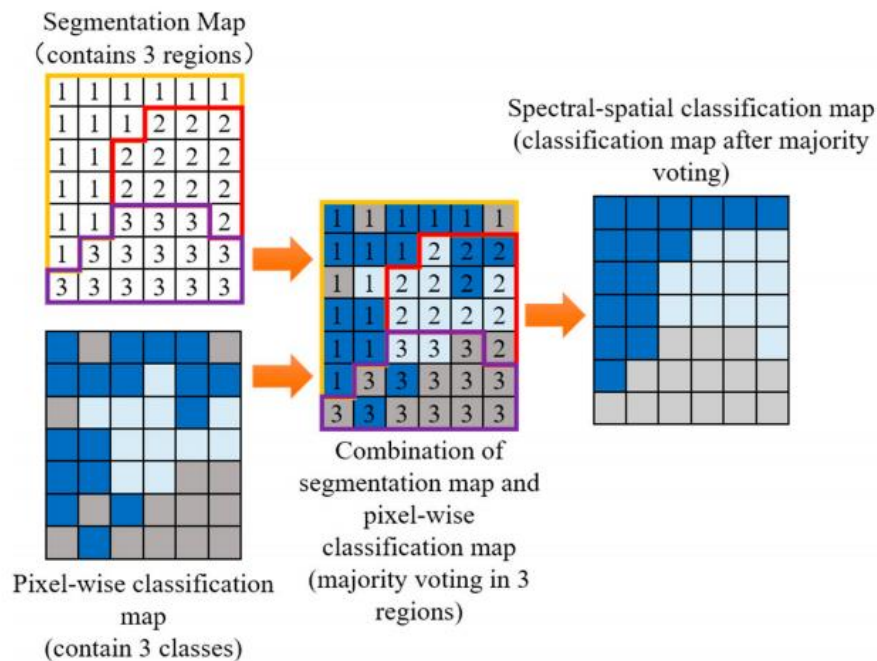 Segmentation Map
（contains 3 regions)
1 1 1 1 1 1
1 1 1 2 2 2
1 1 2 2 2 2
1 1 2 2 2 2
1 1 3 3 3 2
1 3 3 3 3 3
3 3 3 3 3 3
Pixel-wise classification
map
(contain 3 classes)
1 1 1 1 1 1
1 1 1 2 2 2
1 1 2 2 2 2
1 1 2 2 2 2
1 1 3 3 3 2
1 3 3 3 3 3
3 3 3 3 3 3
Combination of
segmentation map and
pixel-wise
classification map
(majority voting in 3
regions)
Spectral-spatial classification map
(classification map after majority
voting)